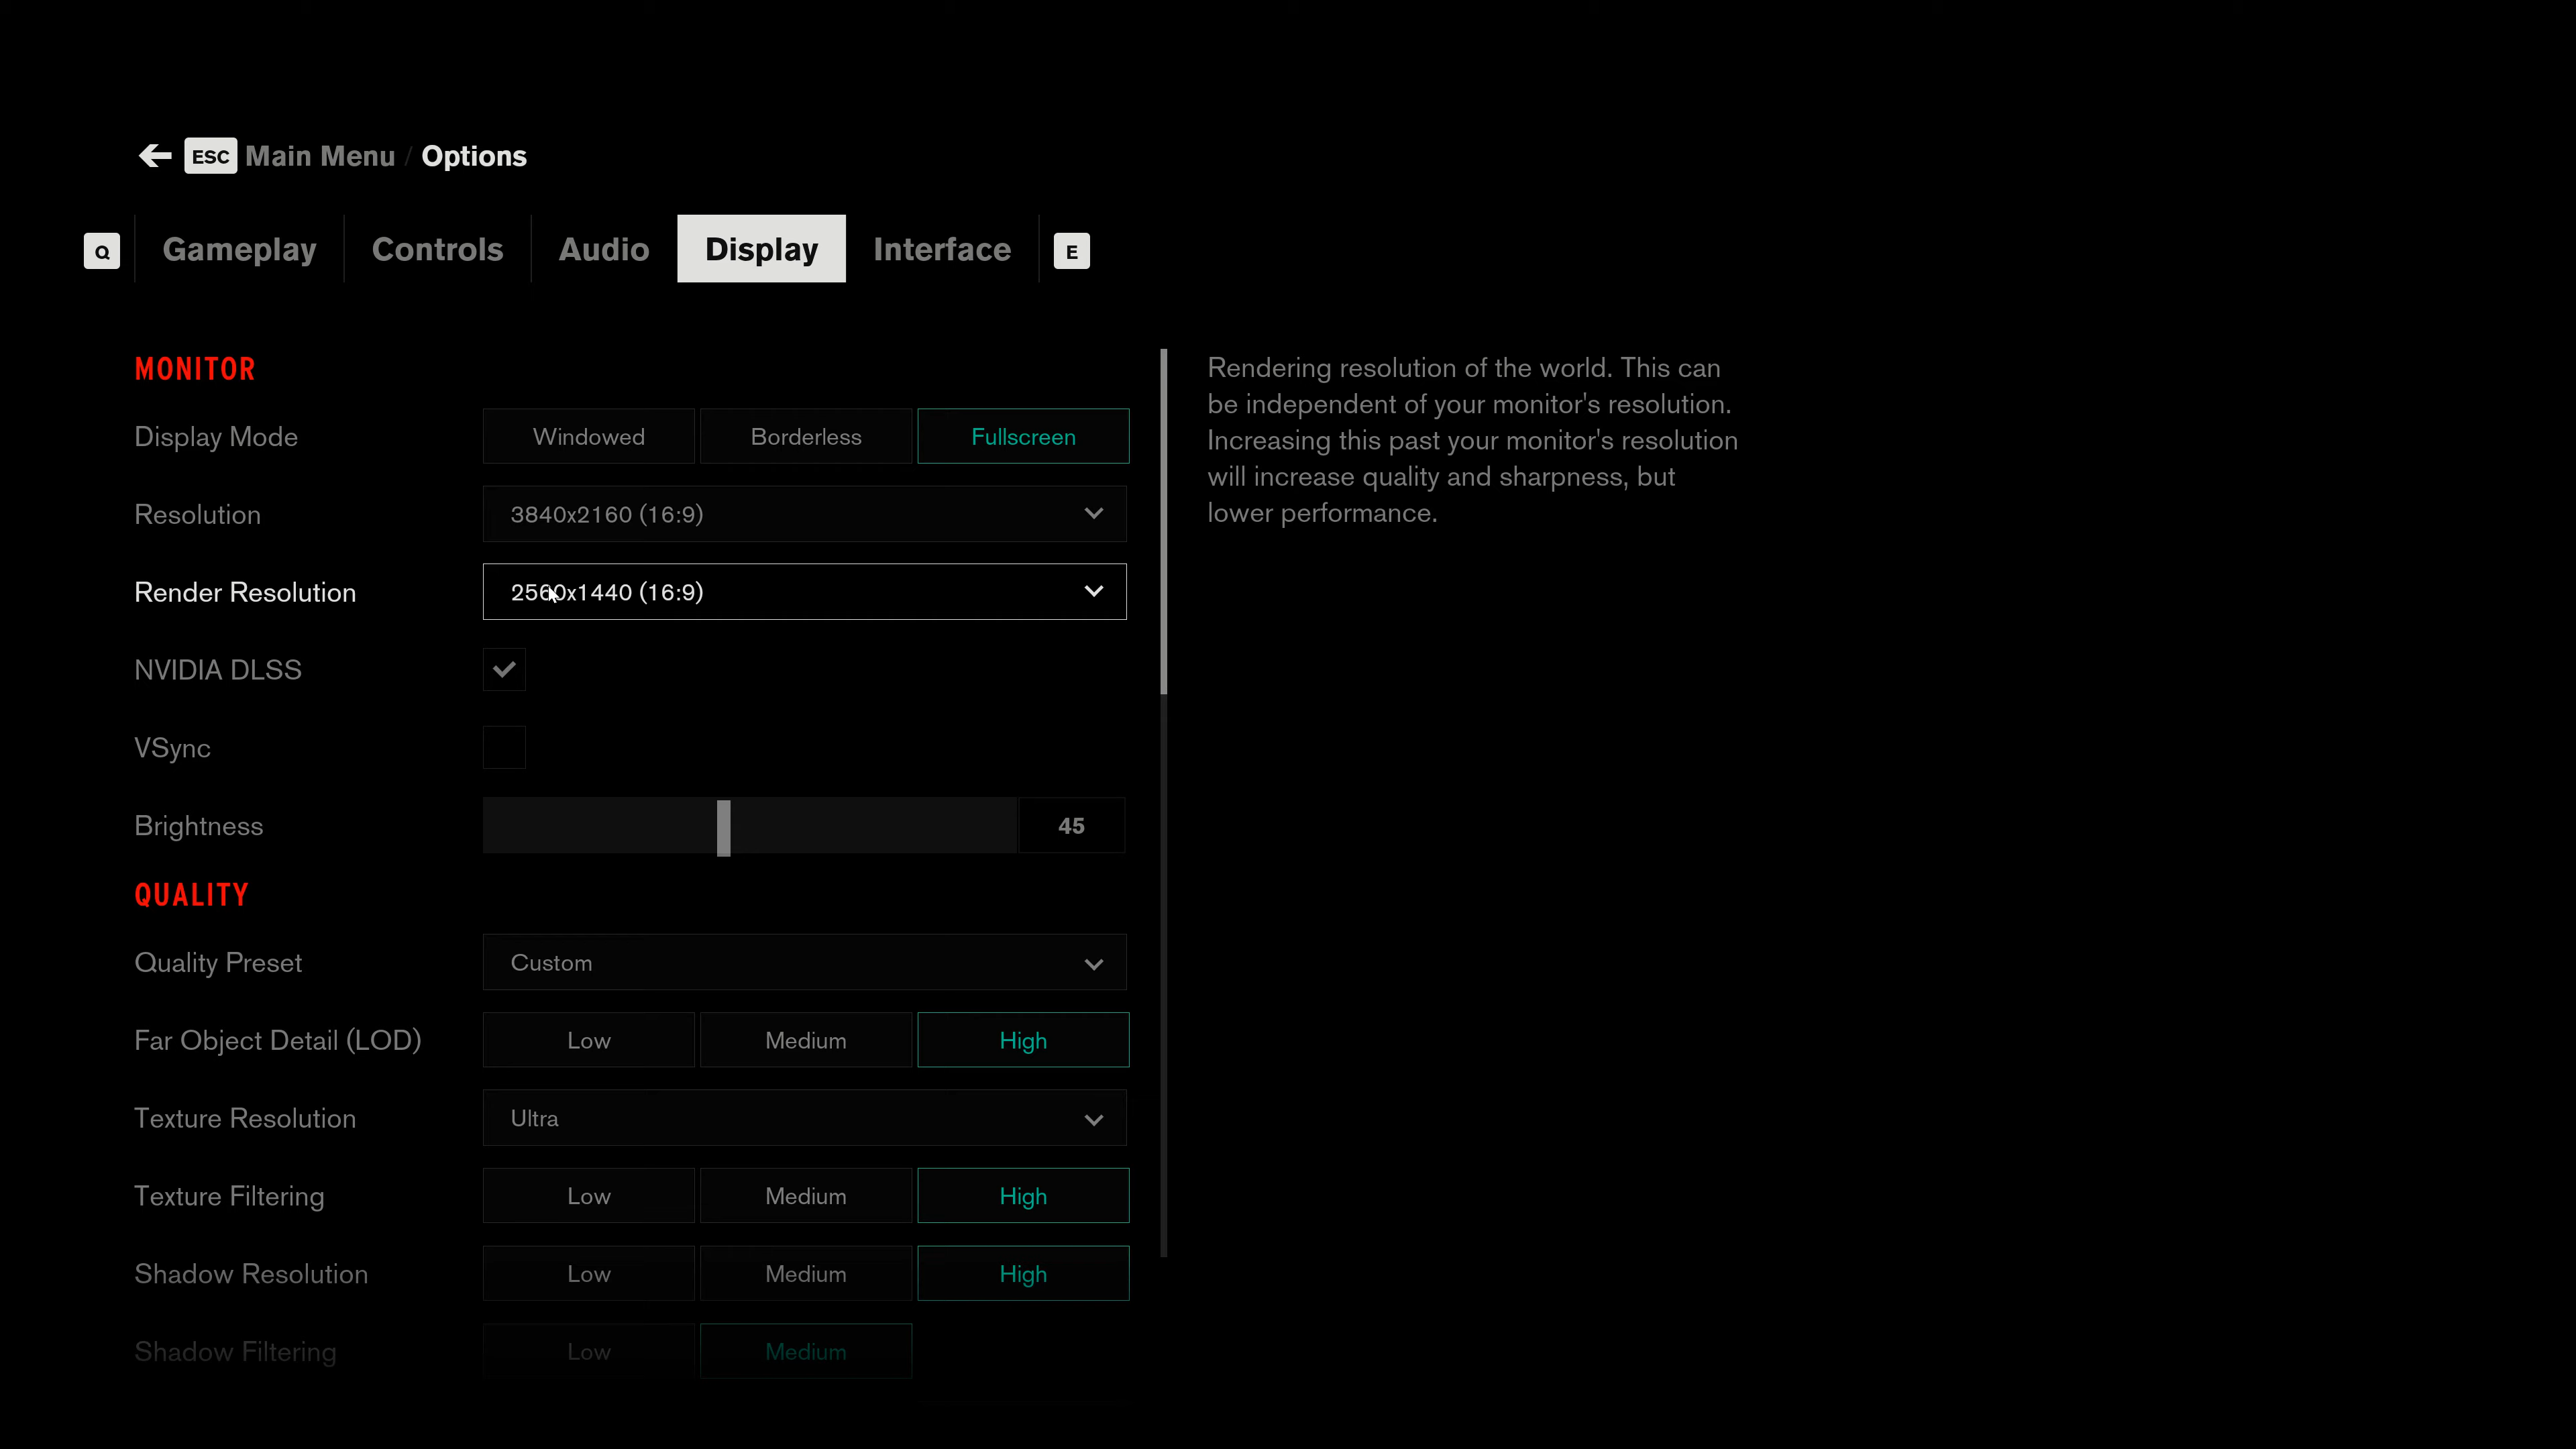 ESC Main Menu / Options
Q Gameplay Controls Audio Display Interface E
MONITOR
Display Mode Windowed Borderless Fullscreen
Resolution 3840x2160 (16:9)
Render Resolution 2560x1440 (16:9)
NVIDIA DLSS
VSync
Brightness 45
QUALITY
Quality Preset Custom
Far Object Detail (LOD) Low Medium High
Texture Resolution Ultra
Texture Filtering Low Medium High
Shadow Resolution Low Medium High
Shadow Filtering Low Medium
Rendering resolution of the world. This can
be independent of your monitor's resolution.
Increasing this past your monitor's resolution
will increase quality and sharpness, but
lower performance.